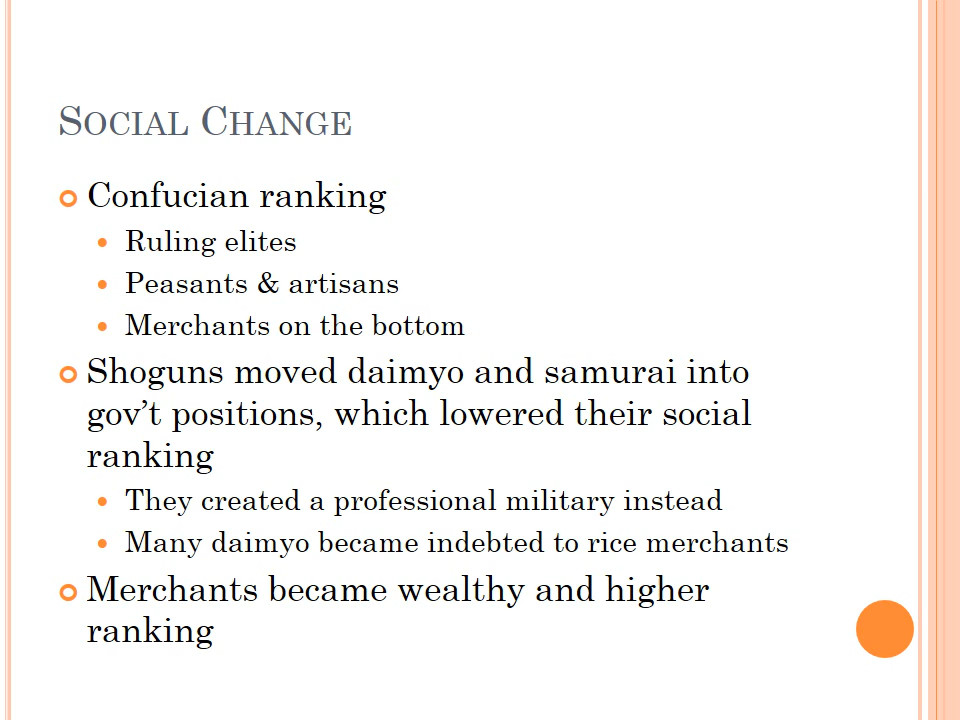 Social Change
Confucian ranking
Ruling elites
Peasants & artisans
Merchants on the bottom
Shoguns moved daimyo and samurai into
gov’t positions, which lowered their social
ranking
They created a professional military instead
Many daimyo became indebted to rice merchants
Merchants became wealthy and higher
ranking